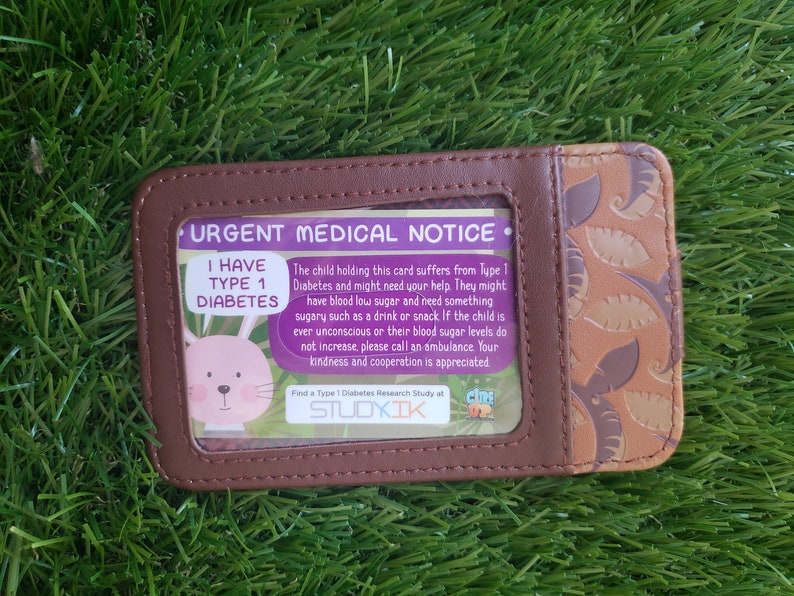 URGENT MEDICAL NOTICE
I HAVE
TYPE 1
DIABETES
The child holding this card suffers from Type 1
Diabetes and might need your help. They might
have blood low sugar and need something
sugary such as a drink or snack. If the child is
ever unconscious or their blood sugar levels do
not increase, please call an ambulance. Your
kindness and cooperation is appreciated.
Find a Type 1 Diabetes Research Study at
STUDYIK
CURE
T1D